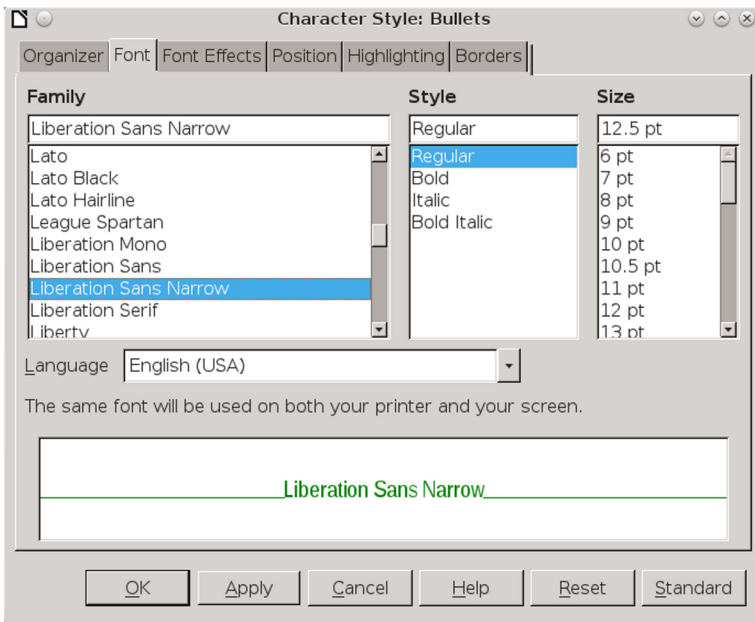 Character Style: Bullets
Organizer Font Font Effects Position Highlighting Borders
Family Style Size
Liberation Sans Narrow Regular 12.5 pt
Lato Regular 6 pt
Lato Black Bold 7 pt
Lato Hairline Italic 8 pt
League Spartan Bold Italic 9 pt
Liberation Mono 10 pt
Liberation Sans 10.5 pt
Liberation Sans Narrow 11 pt
Liberation Serif 12 pt
Liberty 13 pt
Language English (USA)
The same font will be used on both your printer and your screen.
Liberation Sans Narrow
OK Apply Cancel Help Reset Standard